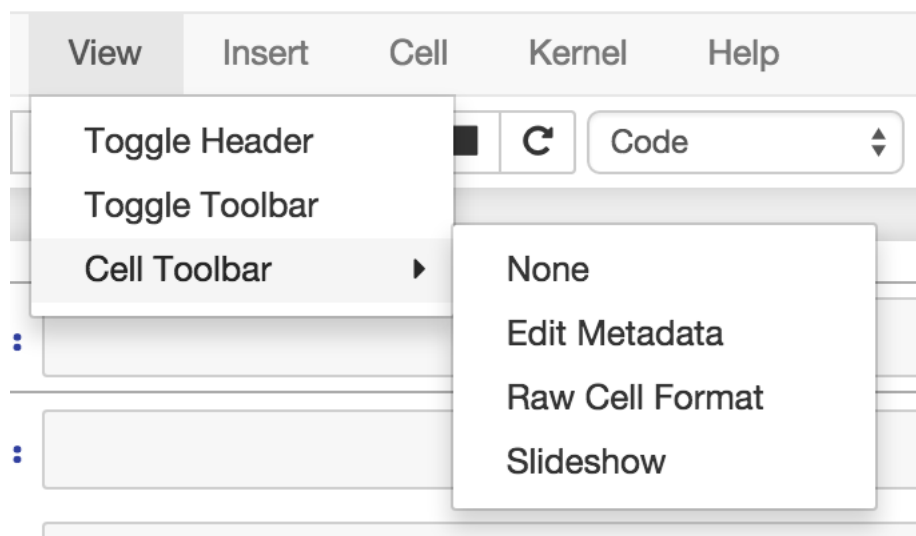 View Insert Cell Kernel Help
Toggle Header
Code
Toggle Toolbar
Cell Toolbar
None
Edit Metadata
Raw Cell Format
Slideshow